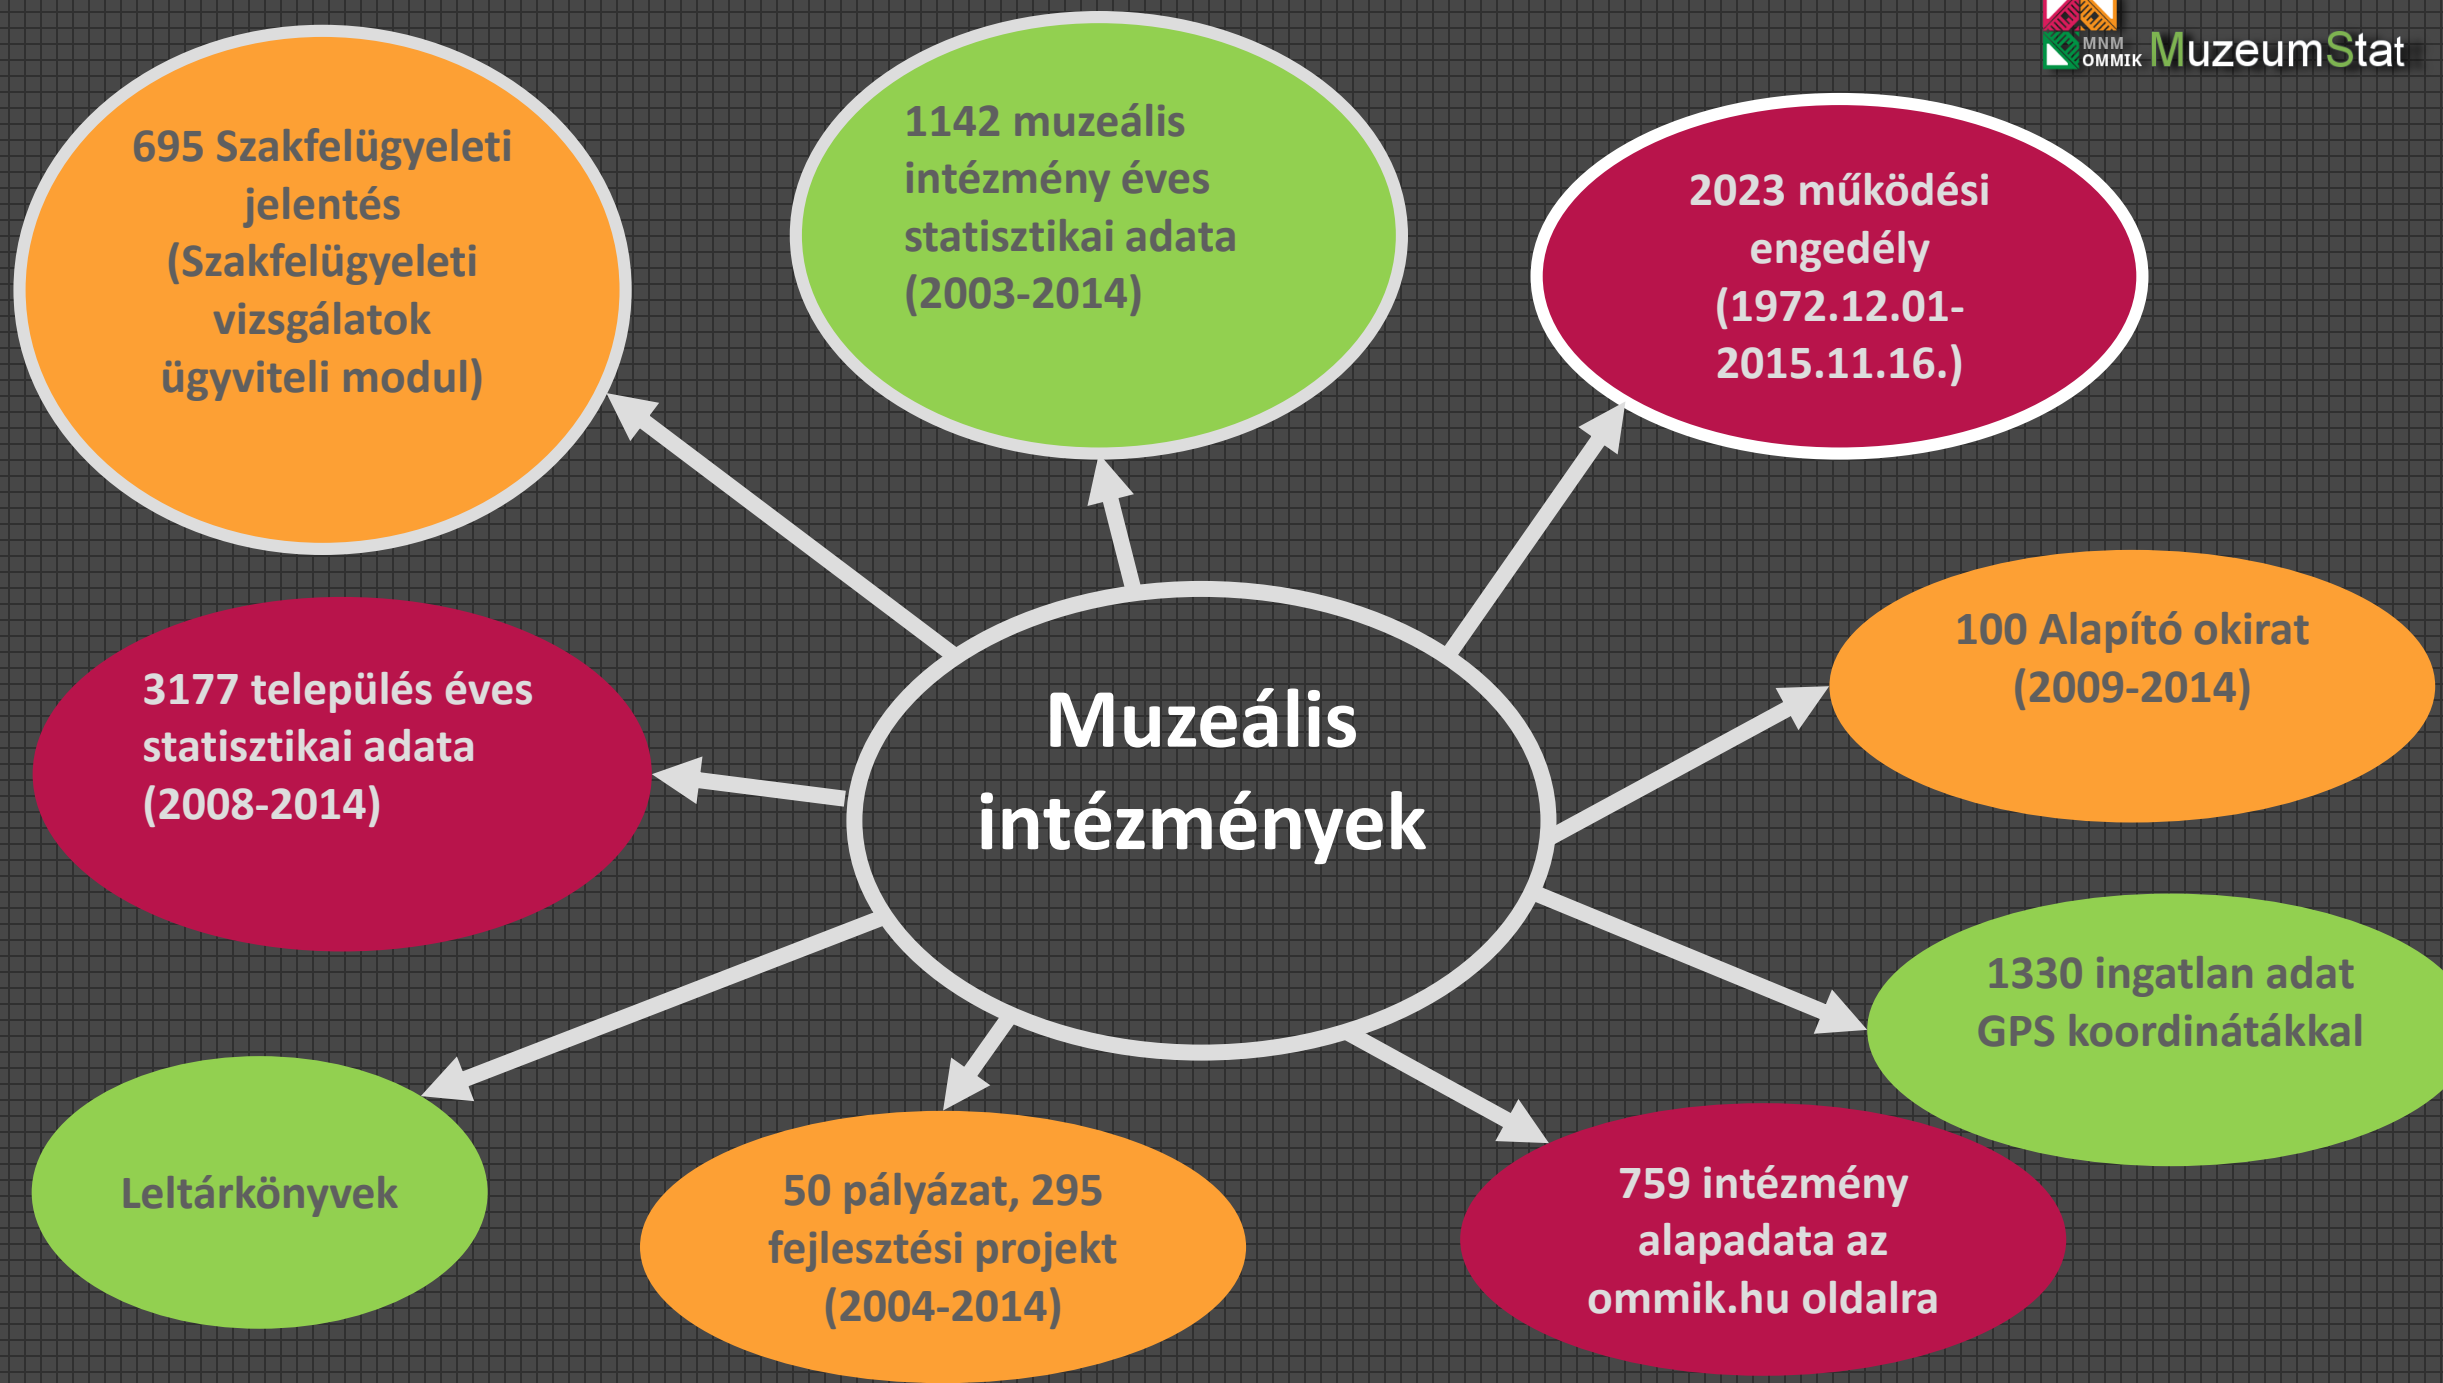 MNM
OMMIK MuzeumStat
695 Szakfelügyeleti
jelentés
(Szakfelügyeleti
vizsgálatok
ügyviteli modul)
1142 muzeális
intézmény éves
statisztikai adata
(2003-2014)
2023 működési
engedély
(1972.12.01-
2015.11.16.)
3177 település éves
statisztikai adata
(2008-2014)
Muzeális
intézmények
100 Alapító okirat
(2009-2014)
1330 ingatlan adat
GPS koordinátákkal
Leltárkönyvek
50 pályázat, 295
fejlesztési projekt
(2004-2014)
759 intézmény
alapadata az
ommik.hu oldalra